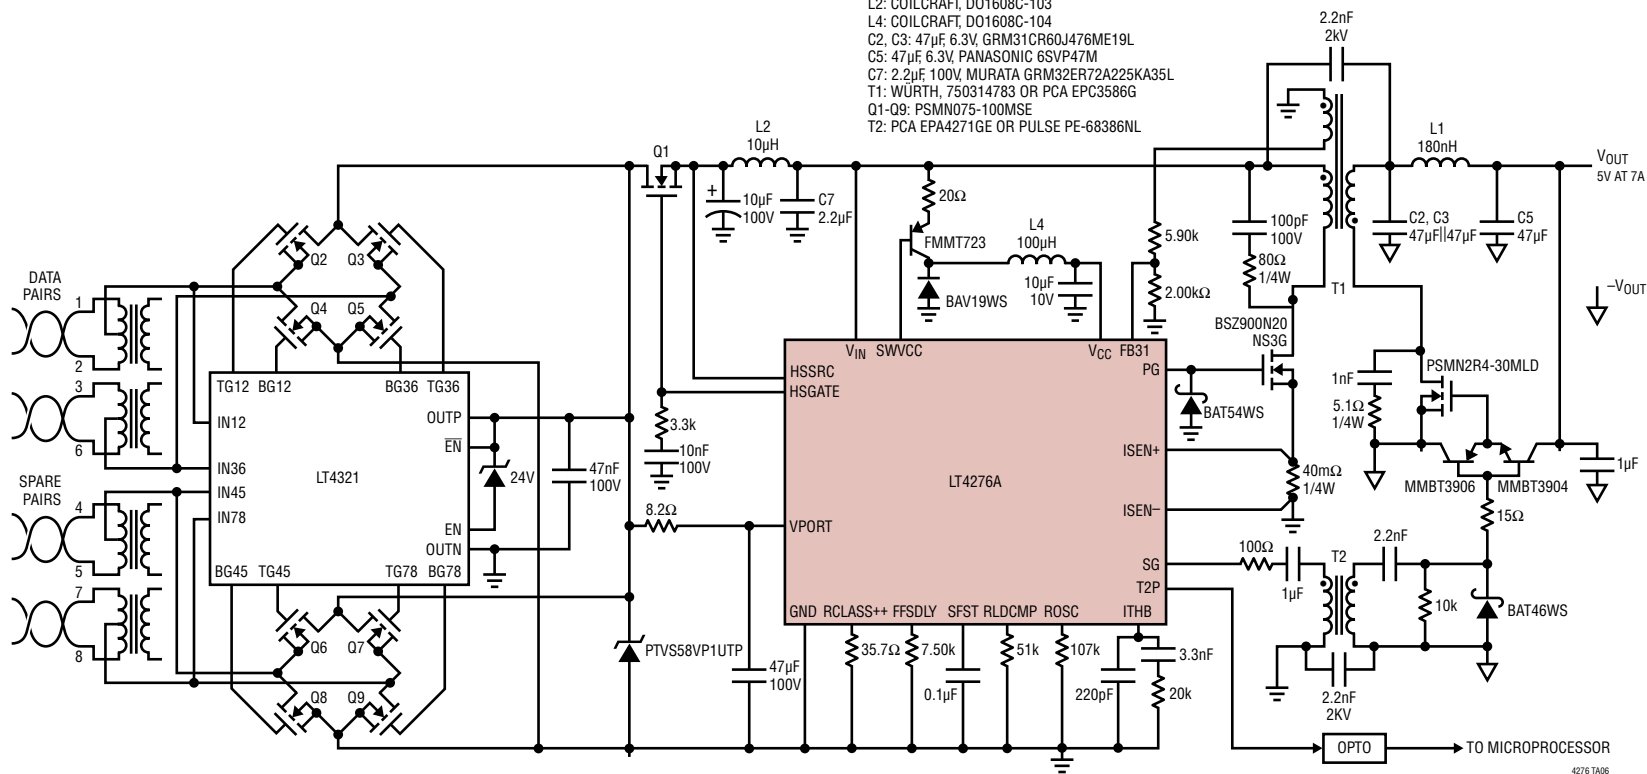 L2: COILCRAFT, DO1608C-103
L4: COILCRAFT, DO1608C-104
C2, C3: 47µF, 6.3V, GRM31CR60J476ME19L
C5: 47µF, 6.3V, PANASONIC 6SVP47M
C7: 2.2µF, 100V, MURATA GRM32ER72A225KA35L
T1: WÜRTH, 750314783 OR PCA EPC3586G
Q1-Q9: PSMN075-100MSE
T2: PCA EPA4271GE OR PULSE PE-68386NL
2.2nF
2kV
Q1
L2
10µH
L1
180nH
VOUT
5V AT 7A
+
10µF
100V
C7
2.2µF
20Ω
FMMT723
L4
100µH
10µF
10V
BAV19WS
5.90k
2.00kΩ
100pF
100V
80Ω
1/4W
T1
C2, C3
47µF||47µF
C5
47µF
–VOUT
DATA
PAIRS
1
2
3
6
SPARE
PAIRS
4
5
7
8
Q2
Q3
Q4
Q5
TG12
BG12
BG36
TG36
IN12
IN36
IN45
IN78
LT4321
OUTP
EN
EN
OUTN
BG45
TG45
TG78
BG78
Q6
Q7
Q8
Q9
24V
47nF
100V
3.3k
10nF
100V
8.2Ω
PTVS58VP1UTP
47µF
100V
VIN
SWVCC
VCC
FB31
HSSRC
HSGATE
VPORT
LT4276A
PG
ISEN+
ISEN–
SG
T2P
GND
RCLASS++
FFSDLY
SFST
RLDCMP
ROSC
ITHB
35.7Ω
7.50k
0.1µF
51k
107k
220pF
3.3nF
20k
BSZ900N20
NS3G
BAT54WS
40mΩ
1/4W
1nF
5.1Ω
1/4W
PSMN2R4-30MLD
MMBT3906
MMBT3904
1µF
15Ω
100Ω
1µF
T2
2.2nF
10k
BAT46WS
2.2nF
2KV
OPTO
TO MICROPROCESSOR
4276 TA06